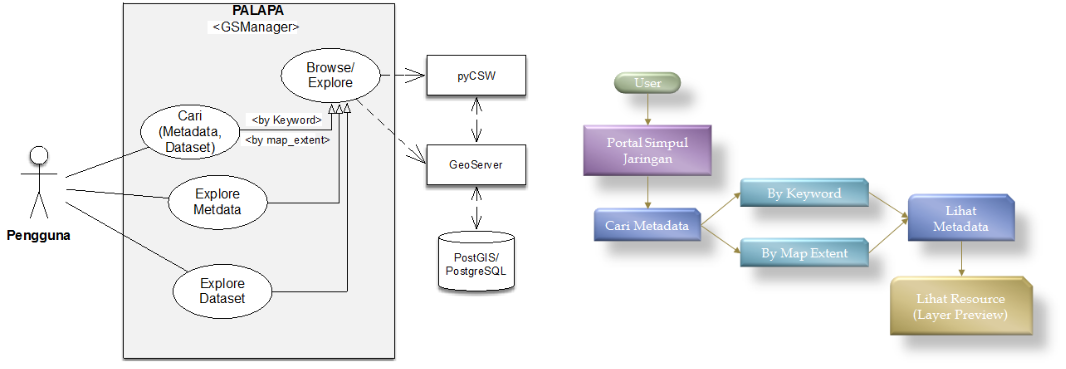 PALAPA
<GSManager>
Browse/
Explore
pyCSW
Cari
(Metadata,
Dataset)
<by Keyword>
<by map_extent>
GeoServer
Explore
Metdata
Pengguna
PostGIS/
PostgreSQL
Explore
Dataset
User
Portal Simpul
Jaringan
Cari Metadata
By Keyword
By Map Extent
Lihat
Metadata
Lihat Resource
(Layer Preview)